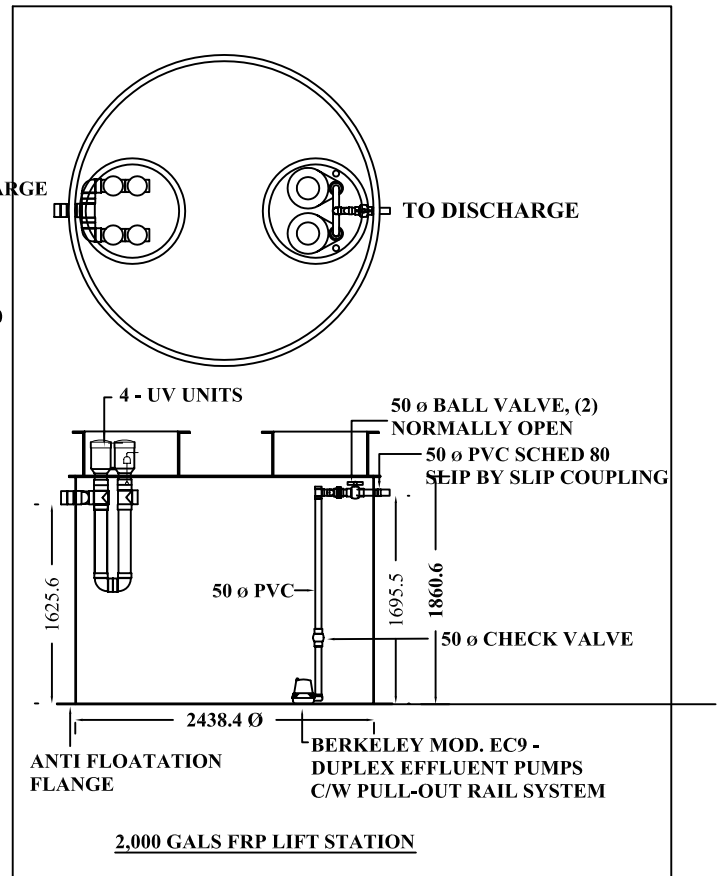 ARGE
TO DISCHARGE
4 - UV UNITS
50 ø BALL VALVE, (2)
NORMALLY OPEN
50 ø PVC SCHED 80
SLIP BY SLIP COUPLING
1625.6
50 ø PVC
1695.5
1860.6
50 ø CHECK VALVE
2438.4 Ø
ANTI FLOATATION
FLANGE
BERKELEY MOD. EC9 -
DUPLEX EFFLUENT PUMPS
C/W PULL-OUT RAIL SYSTEM
2,000 GALS FRP LIFT STATION